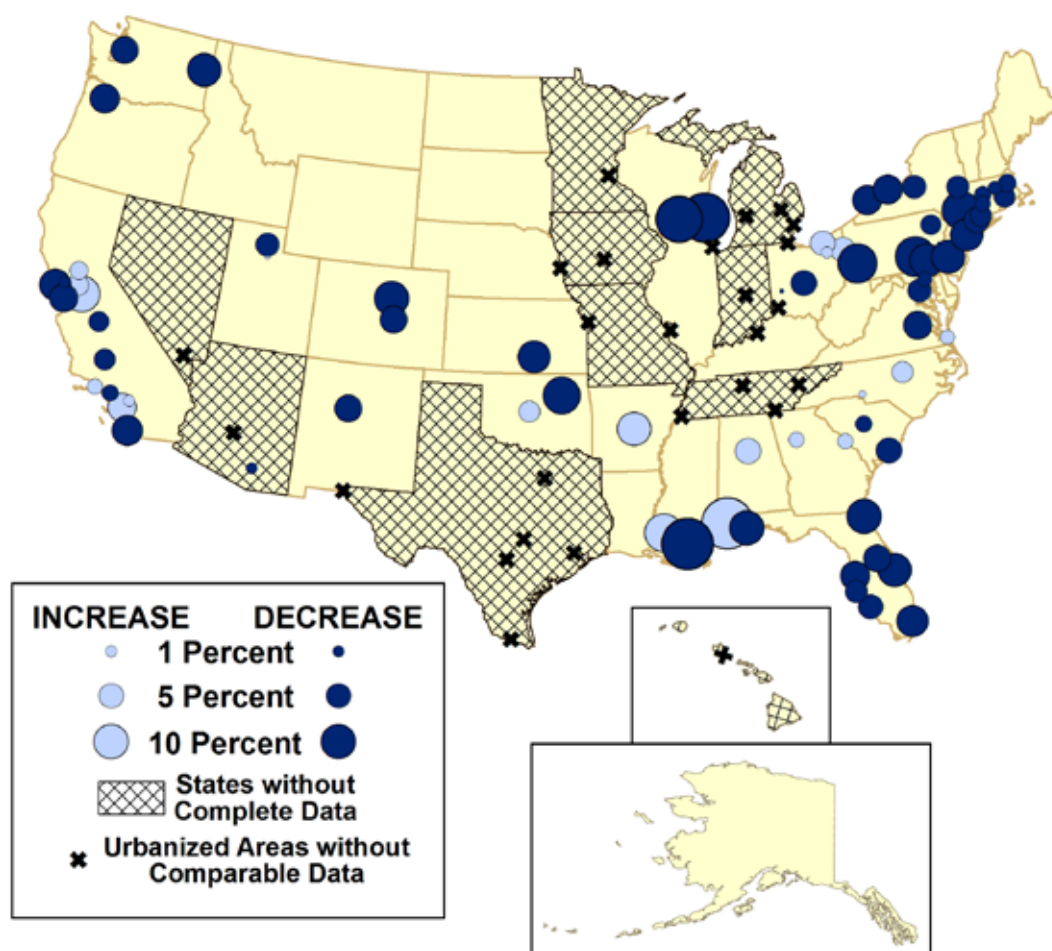 INCREASE DECREASE
1 Percent
5 Percent
10 Percent
States without
Complete Data
Urbanized Areas without
Comparable Data